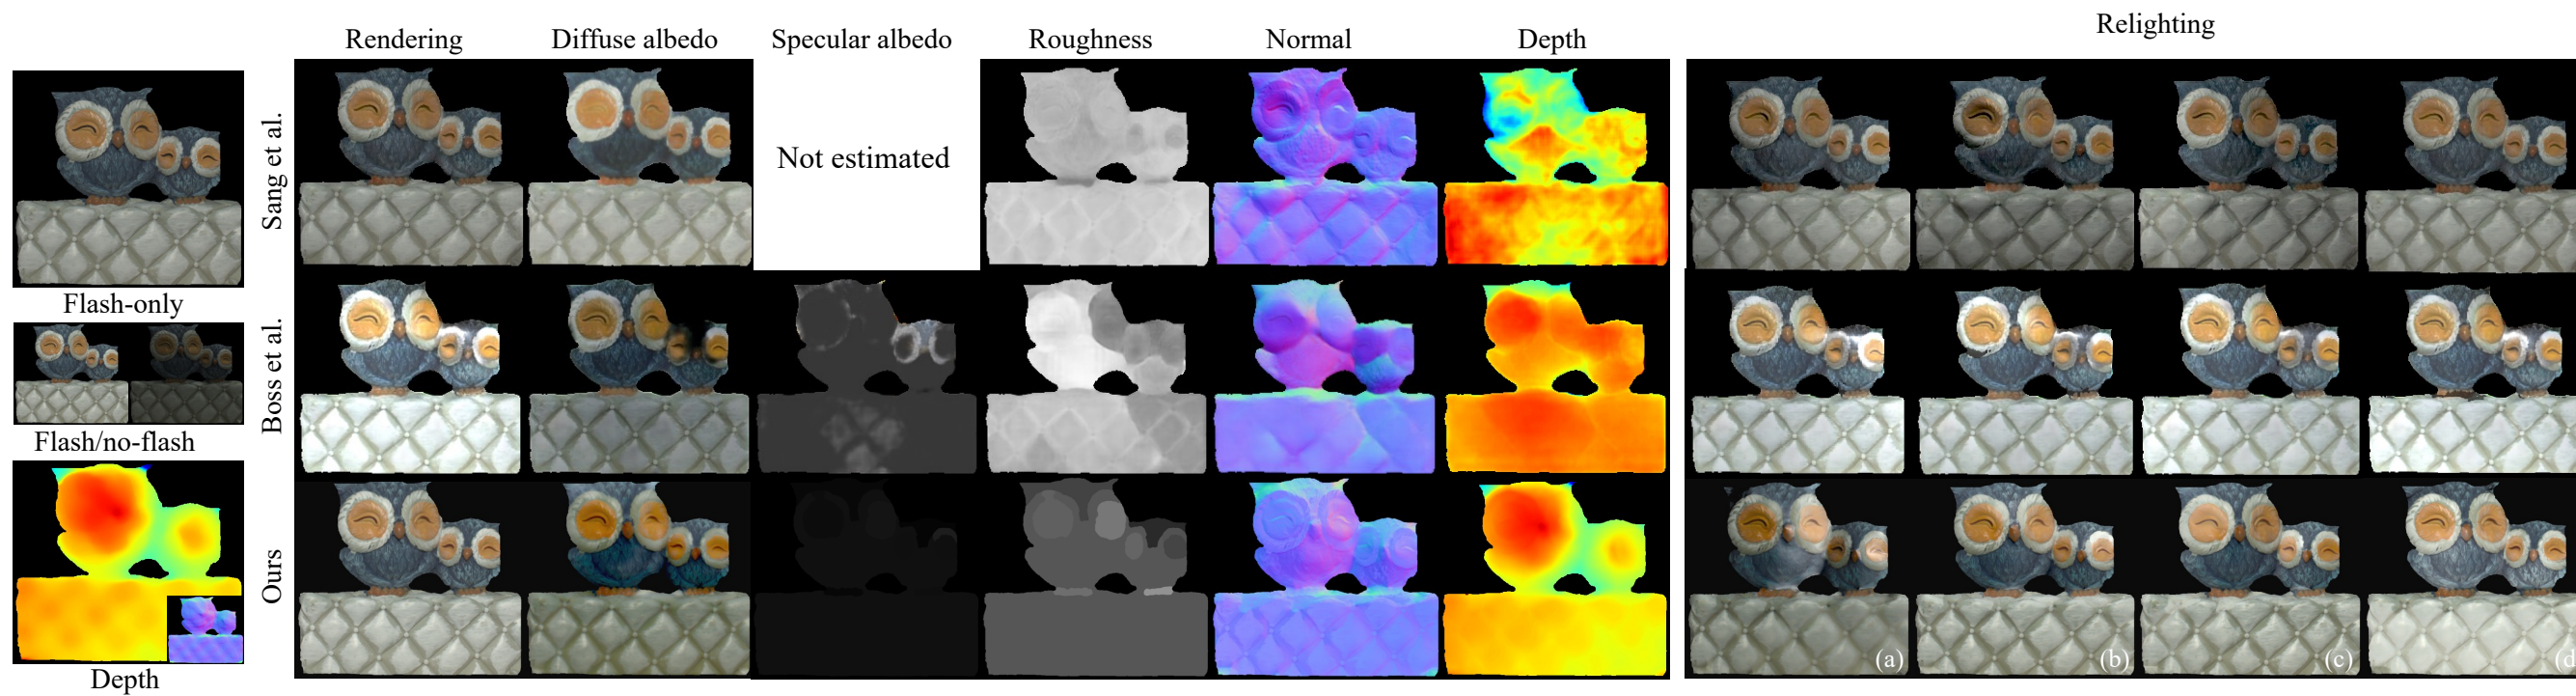 Relighting
Rendering
Diffuse albedo
Specular albedo
Roughness
Normal
Depth
Sang et al.
Not estimated
Flash-only
Boss et al.
Flash/no-flash
Ours
Depth
(a)
(b)
(c)
(d